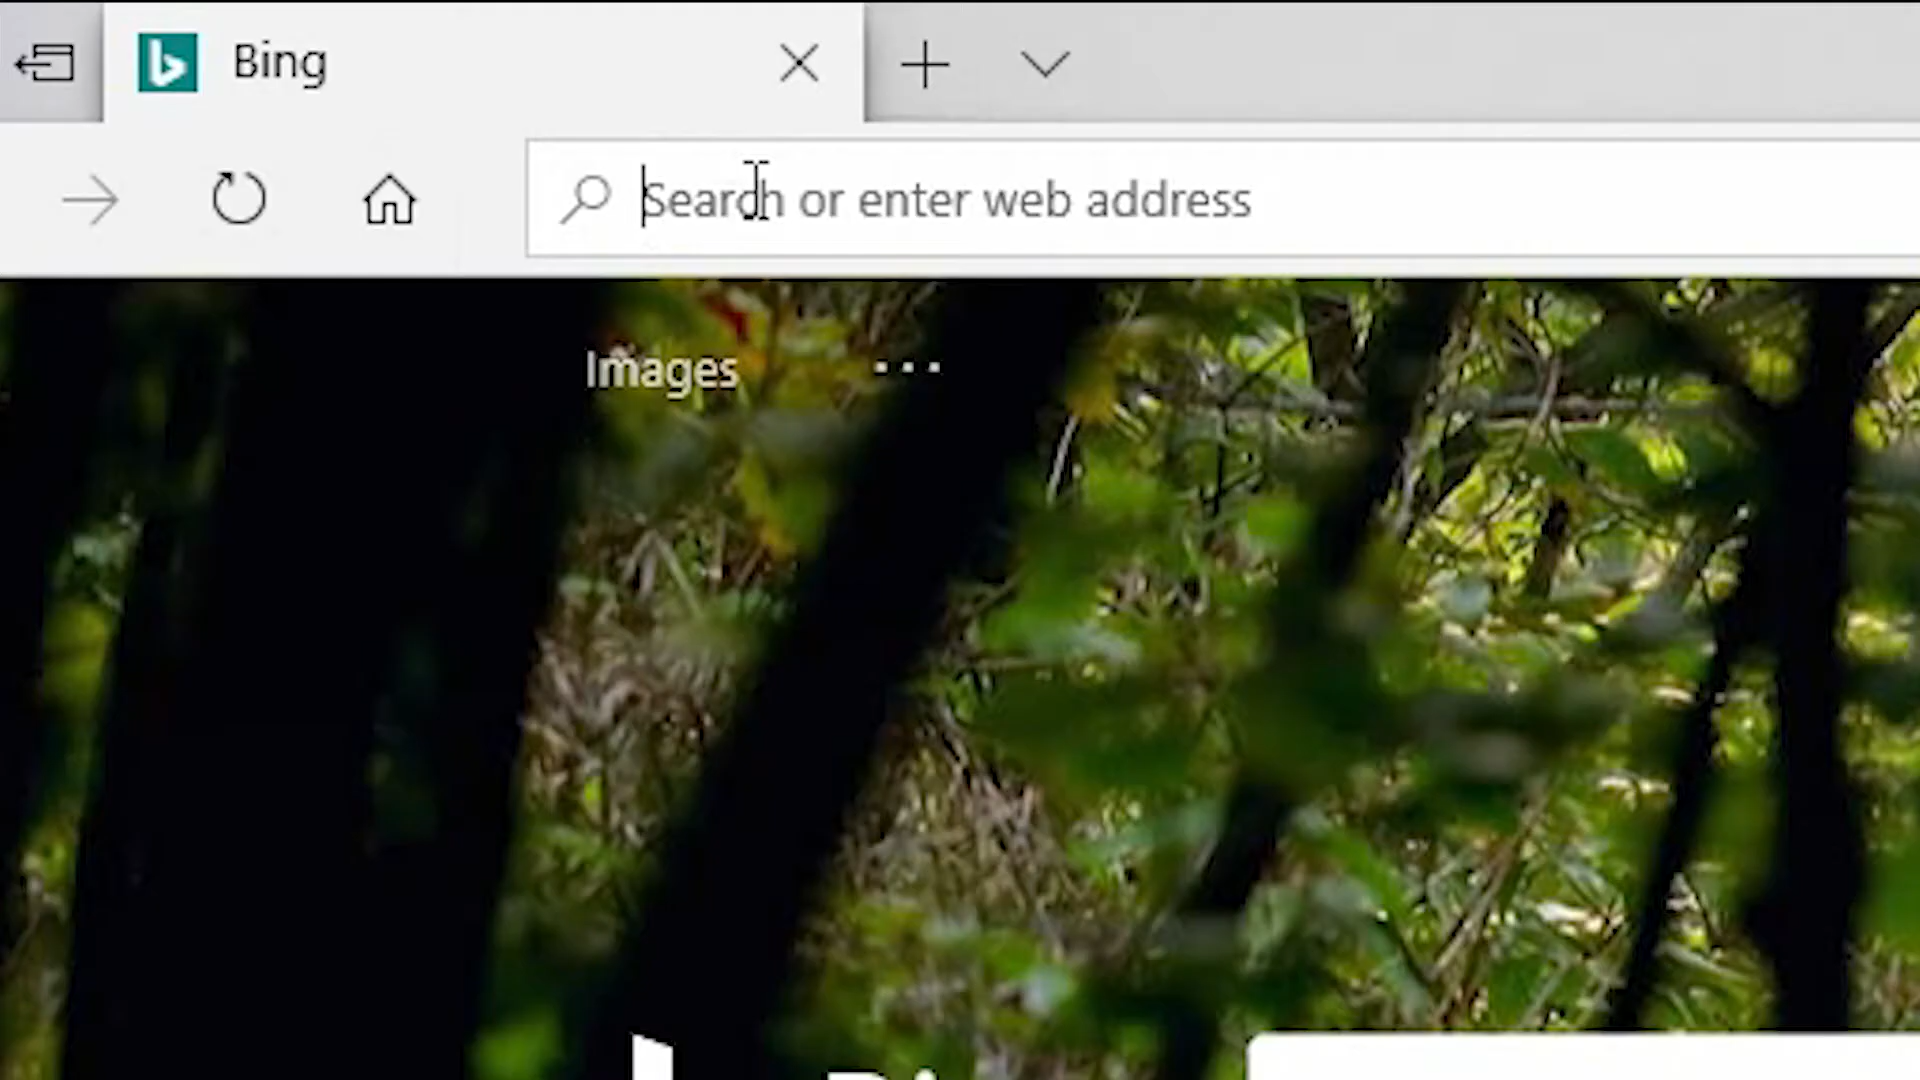 Bing
Search or enter web address
Images